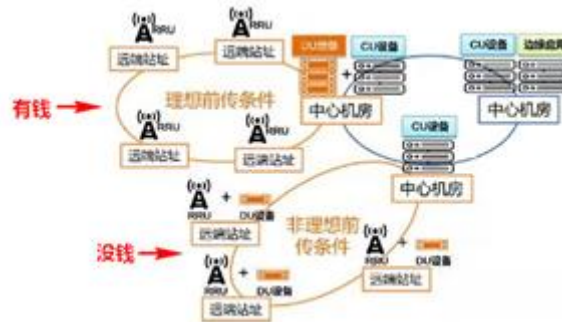 RRU
远端站址
RRU
远端站址
DU设备
+
CU设备
中心机房
CU设备
边缘应用
中心机房
有钱
理想前传条件
RRU
远端站址
RRU
远端站址
CU设备
中心机房
RRU
+
DU设备
远端站址
非理想前传条件
没钱
RRU
+
DU设备
远端站址
RRU
+
DU设备
远端站址